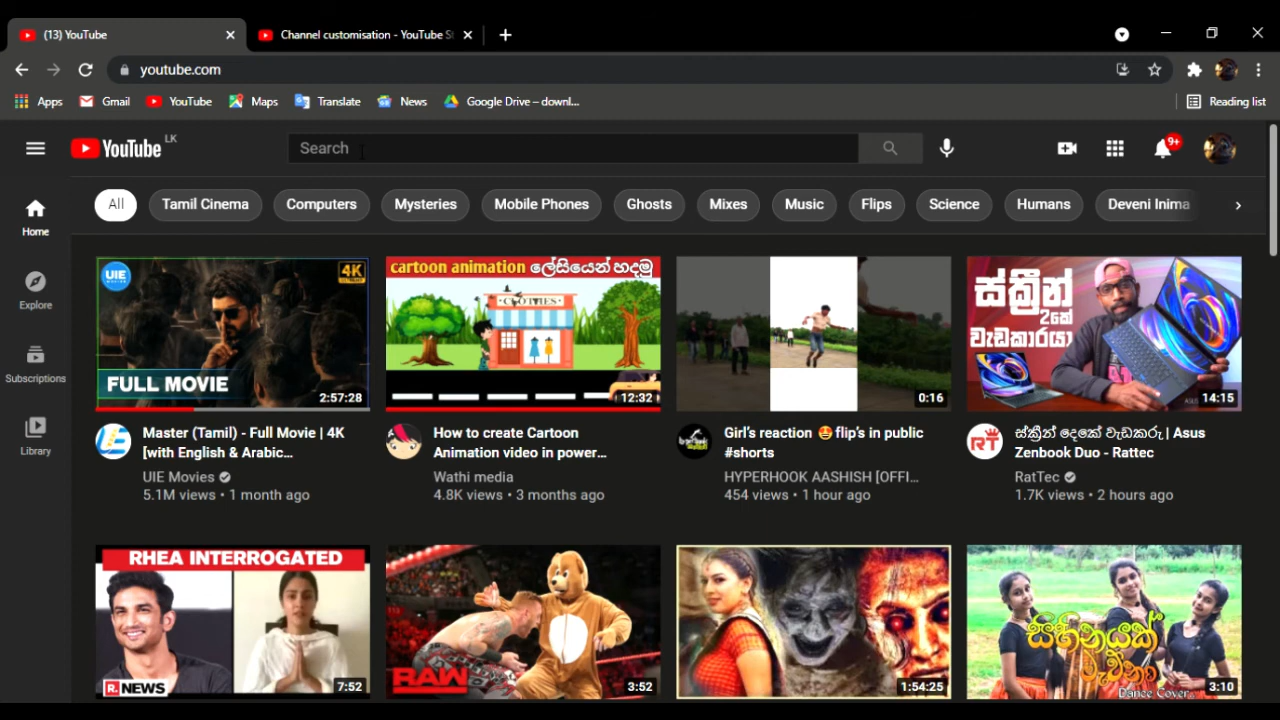 (13) YouTube
Channel customisation - YouTube St
youtube.com
Apps
Gmail
YouTube
Maps
Translate
News
Google Drive – downl...
Reading list
YouTube LK
Search
9+
All
Tamil Cinema
Computers
Mysteries
Mobile Phones
Ghosts
Mixes
Music
Flips
Science
Humans
Deveni Inima
Home
Explore
Subscriptions
Library
UIE
4K
FULL MOVIE
2:57:28
cartoon animation ලේසියෙන් හදමු
CLOTHES
12:32
0:16
ස්ක්‍රීන්
2කේ
වැඩකාරයා
14:15
Master (Tamil) - Full Movie | 4K
[with English & Arabic...
UIE Movies
5.1M views • 1 month ago
How to create Cartoon
Animation video in power...
Wathi media
4.8K views • 3 months ago
Girl's reaction 🤩flip's in public
#shorts
HYPERHOOK AASHISH [OFFI...
454 views • 1 hour ago
RT
ස්ක්‍රීන් දෙකේ වැඩකරු | Asus
Zenbook Duo - Rattec
RatTec
1.7K views • 2 hours ago
RHEA INTERROGATED
R. NEWS
7:52
RAW
3:52
1:54:25
Dance Cover...
3:10